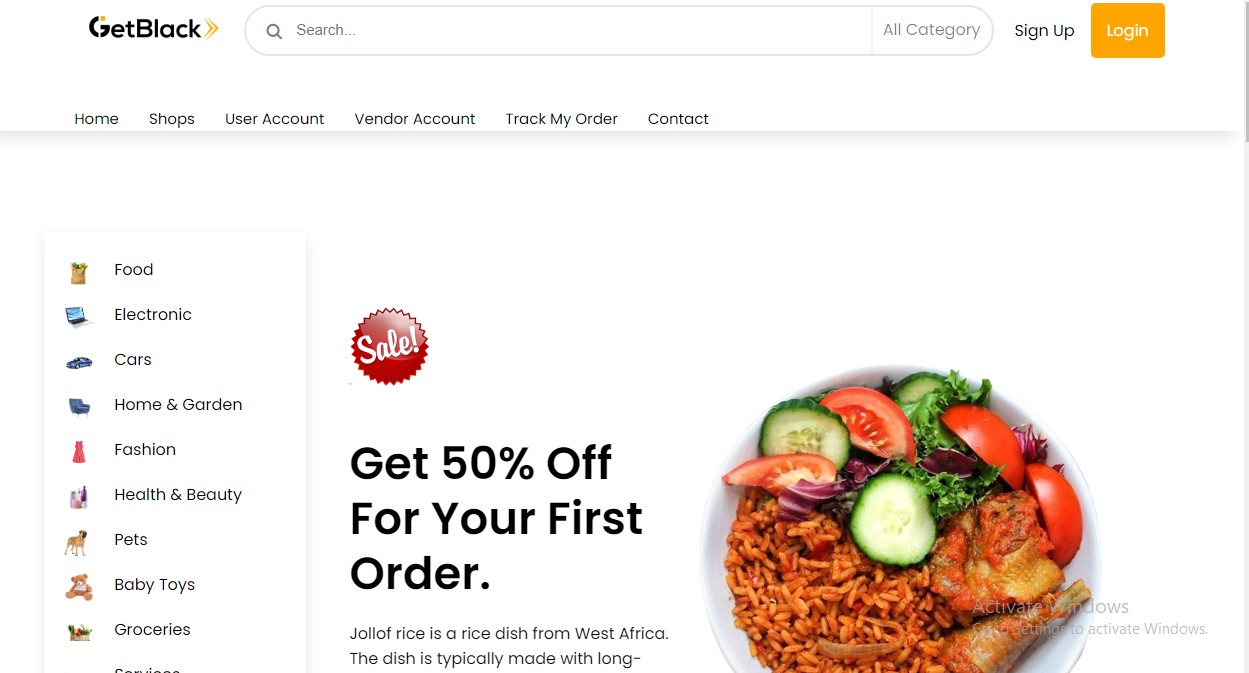 GetBlack
Search...
All Category
Sign Up
Login
Home
Shops
User Account
Vendor Account
Track My Order
Contact
Food
Electronic
Cars
Home & Garden
Fashion
Health & Beauty
Pets
Baby Toys
Groceries
Services
Sale!
Get 50% Off
For Your First
Order.
Jollof rice is a rice dish from West Africa.
The dish is typically made with long-
Activate Windows
Go to Settings to activate Windows.